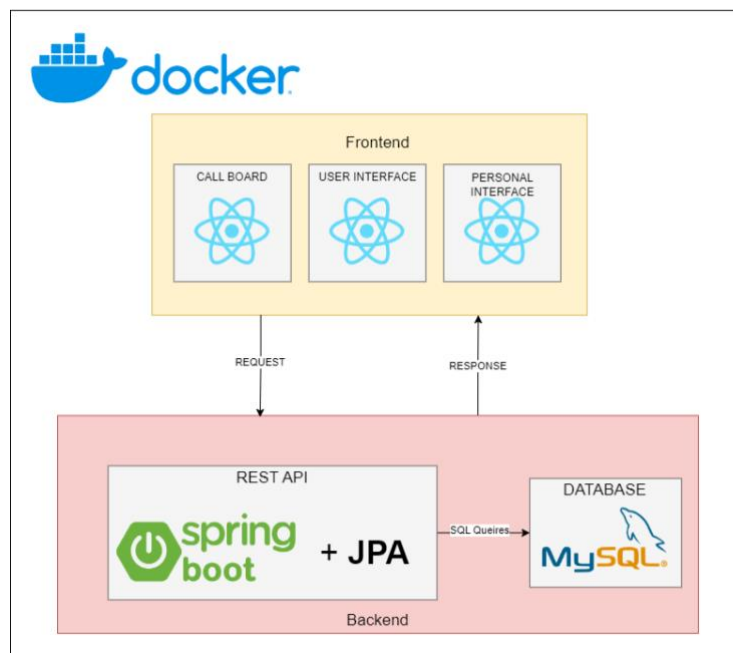 docker
Frontend
CALL BOARD
USER INTERFACE
PERSONAL
INTERFACE
REQUEST
RESPONSE
REST API
spring
boot
+ JPA
SQL Queires
DATABASE
MySQL
Backend